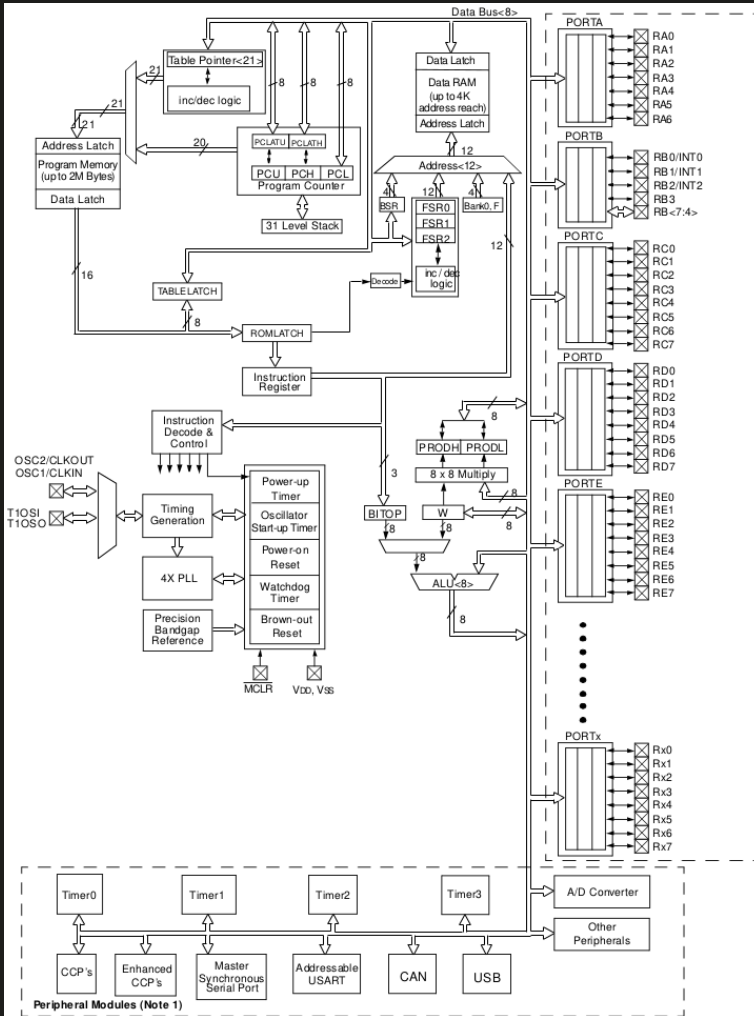 Data Bus<8>
PORTA
Table Pointer<21>
21
8
8
8
inc/dec logic
Data Latch
Data RAM
(up to 4K
address reach)
Address Latch
RA0
RA1
RA2
RA3
RA4
RA5
RA6
21
21
20
PCLATU
PCLATH
PCU
PCH
PCL
Program Counter
31 Level Stack
Address Latch
Program Memory
(up to 2M Bytes)
Data Latch
12
Address<12>
4
12
4
BSR
FSR0
FSR1
FSR2
Bank0, F
inc / dec
logic
12
PORTB
RB0/INT0
RB1/INT1
RB2/INT2
RB3
RB<7:4>
16
TABLELATCH
8
ROMLATCH
Decode
Instruction
Register
PORTC
RC0
RC1
RC2
RC3
RC4
RC5
RC6
RC7
PORTD
RD0
RD1
RD2
RD3
RD4
RD5
RD6
RD7
Instruction
Decode &
Control
8
PRODH
PRODL
8 x 8 Multiply
3
8
BITOP
W
8
8
8
8
ALU<8>
8
OSC2/CLKOUT
OSC1/CLKIN
T1OSI
T1OSO
Timing
Generation
4X PLL
Precision
Bandgap
Reference
Power-up
Timer
Oscillator
Start-up Timer
Power-on
Reset
Watchdog
Timer
Brown-out
Reset
MCLR
VDD, VSS
PORTE
RE0
RE1
RE2
RE3
RE4
RE5
RE6
RE7
PORTx
Rx0
Rx1
Rx2
Rx3
Rx4
Rx5
Rx6
Rx7
Timer0
Timer1
Timer2
Timer3
A/D Converter
Other
Peripherals
CCP's
Enhanced
CCP's
Master
Synchronous
Serial Port
Addressable
USART
CAN
USB
Peripheral Modules (Note 1)